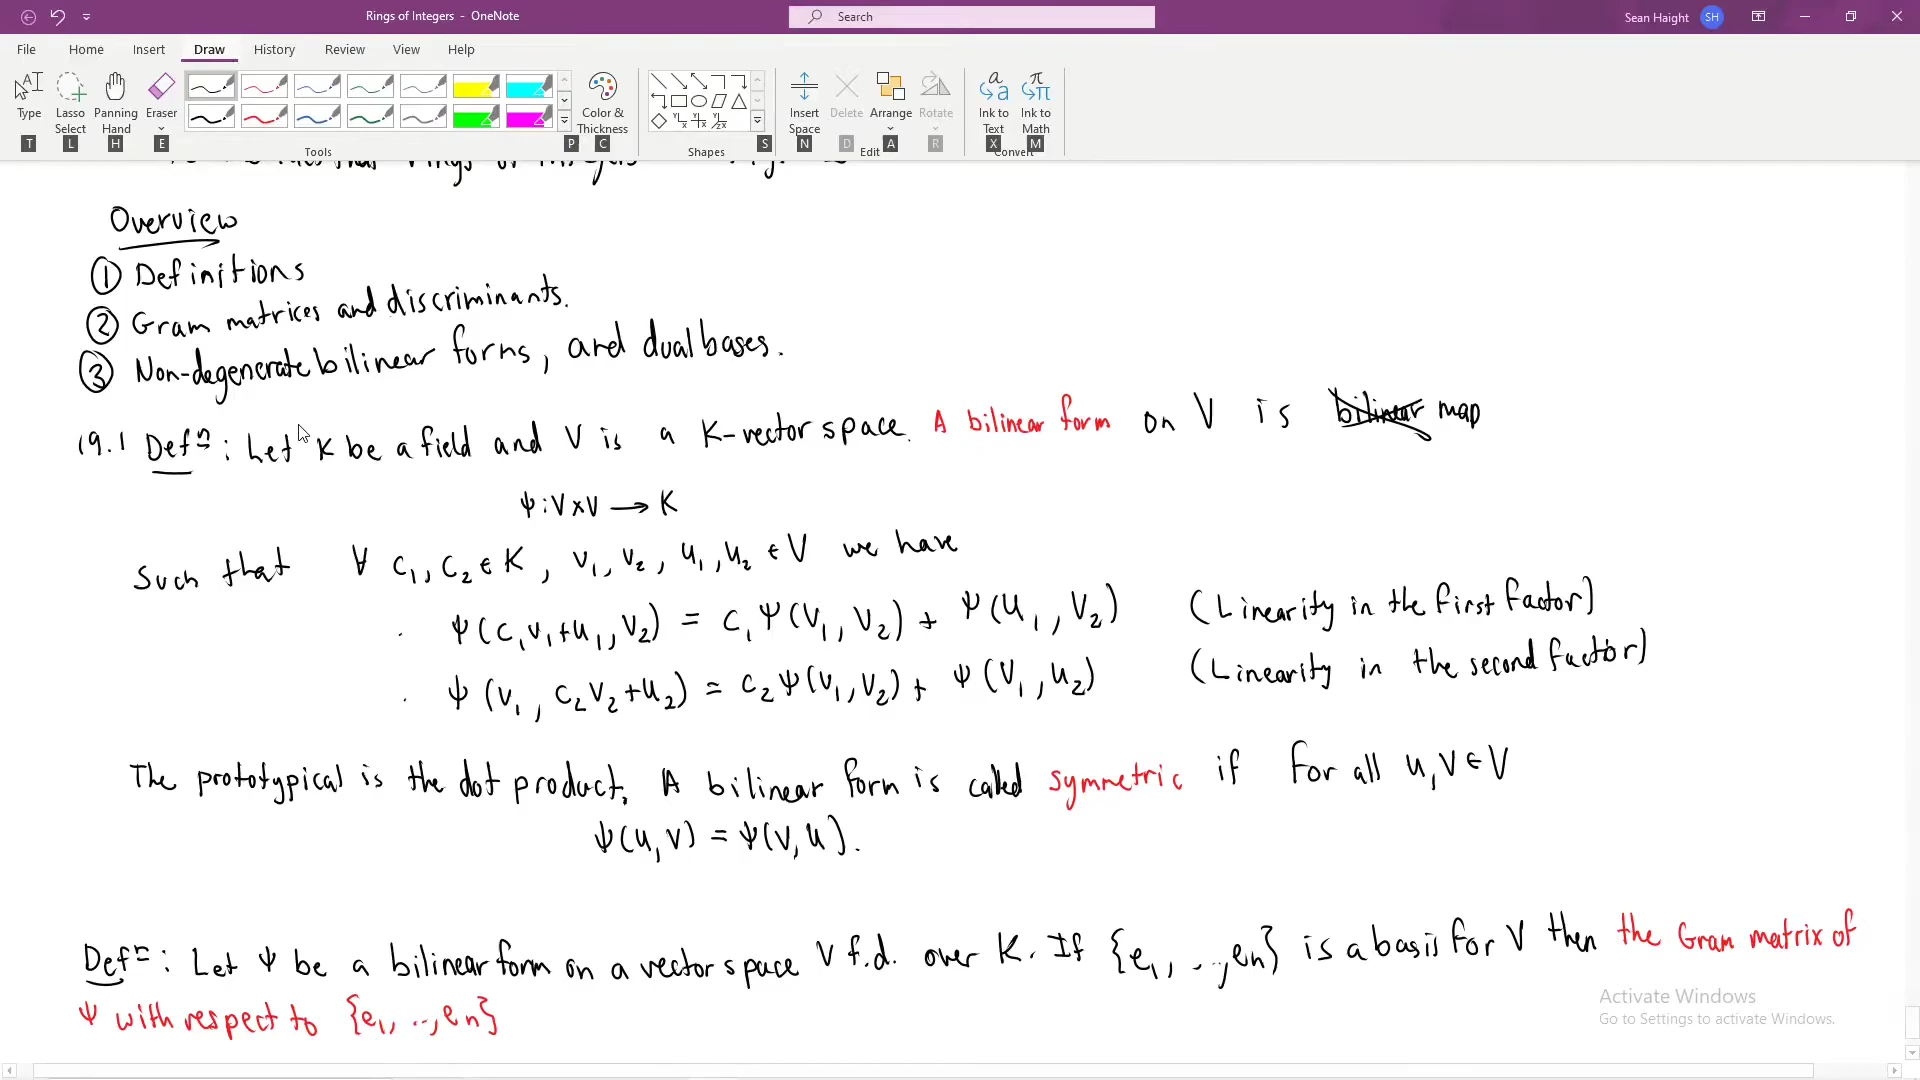 Rings of Integers - OneNote
Search
Sean Haight SH
File Home Insert Draw History Review View Help
Type Lasso Select Panning Hand Eraser
Color & Thickness
Insert Space Delete Arrange Rotate
Ink to Text Ink to Math
T L H E P C S N D A R X M
Tools Shapes Edit Convert
Rings of Integers
Overview
① Definitions
② Gram matrices and discriminants.
③ Non-degenerate bilinear forms, and dual bases.
19.1 Defⁿ: Let K be a field and V is a K-vector space. A bilinear form on V is bilinear map
Ψ: V×V → K
Such that ∀ c₁, c₂ ∈ K, v₁, v₂, u₁, u₂ ∈ V we have
· Ψ(c₁v₁+u₁, v₂) = c₁Ψ(v₁, v₂) + Ψ(u₁, v₂) (Linearity in the first factor)
· Ψ(v₁, c₂v₂+u₂) = c₂Ψ(v₁, v₂) + Ψ(v₁, u₂) (Linearity in the second factor)
The prototypical is the dot product. A bilinear form is called symmetric if for all u, v ∈ V
Ψ(u, v) = Ψ(v, u).
Defⁿ: Let Ψ be a bilinear form on a vector space V f.d. over K. If {e₁, ..., en} is a basis for V then the Gram matrix of
Ψ with respect to {e₁, .., en}
Activate Windows
Go to Settings to activate Windows.